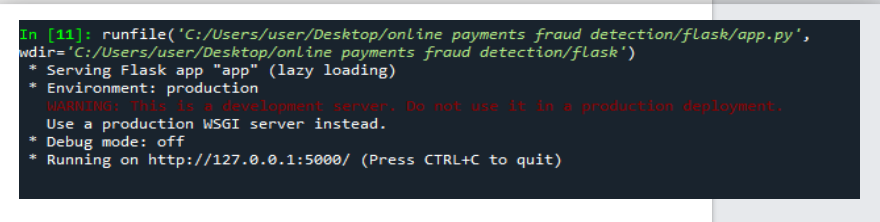 In [11]: runfile('C:/Users/user/Desktop/online payments fraud detection/flask/app.py',
wdir='C:/Users/user/Desktop/online payments fraud detection/flask')
* Serving Flask app "app" (lazy loading)
* Environment: production
WARNING: This is a development server. Do not use it in a production deployment.
Use a production WSGI server instead.
* Debug mode: off
* Running on http://127.0.0.1:5000/ (Press CTRL+C to quit)